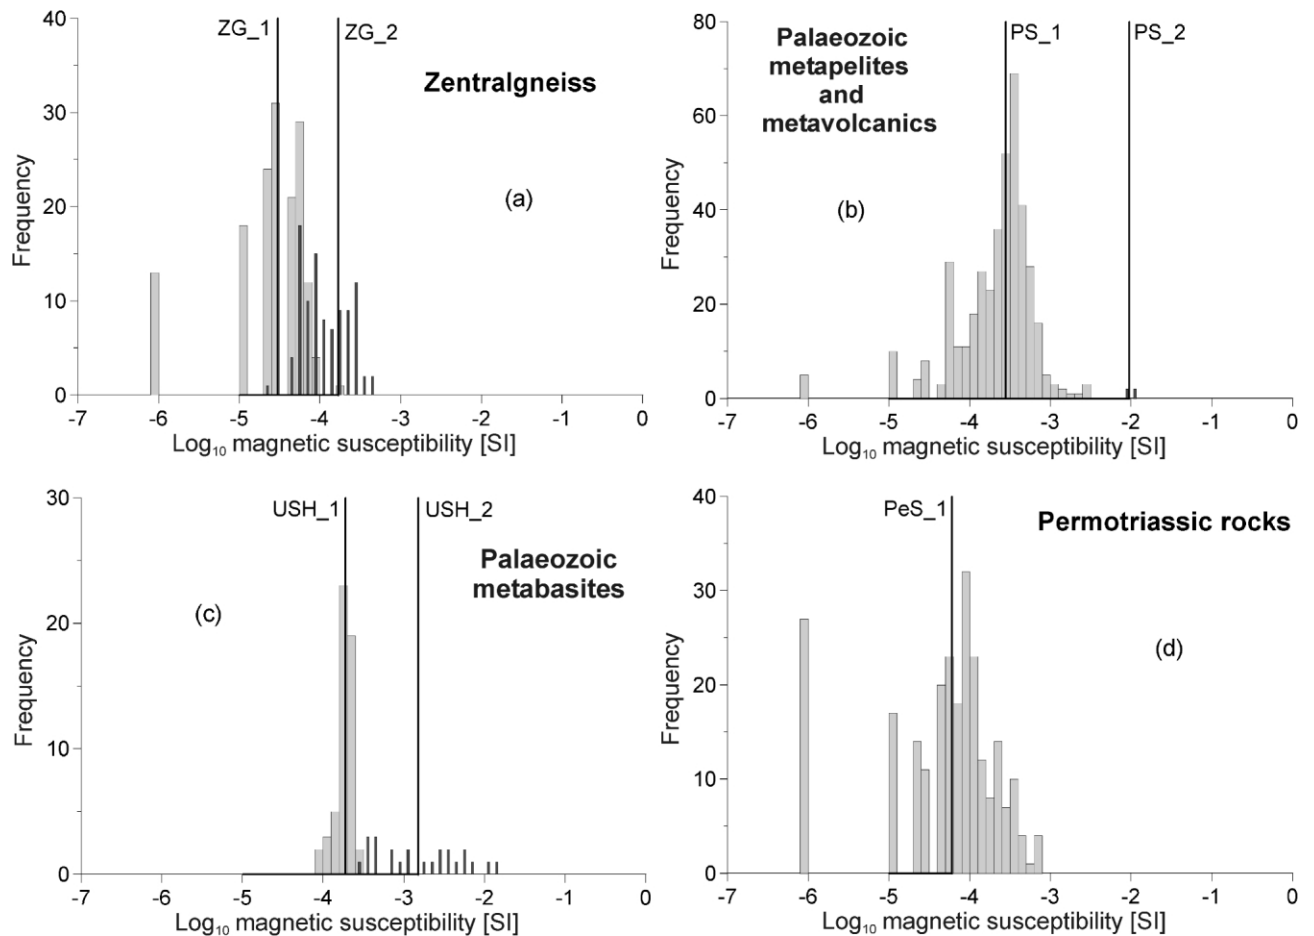 40
30
20
10
0
Frequency
ZG_1
ZG_2
Zentralgneiss
(a)
-7 -6 -5 -4 -3 -2 -1 0
Log₁₀ magnetic susceptibility [SI]
80
60
40
20
0
Frequency
Palaeozoic
metapelites
and
metavolcanics
PS_1
PS_2
(b)
-7 -6 -5 -4 -3 -2 -1 0
Log₁₀ magnetic susceptibility [SI]
30
20
10
0
Frequency
USH_1
USH_2
Palaeozoic
metabasites
(c)
-7 -6 -5 -4 -3 -2 -1 0
Log₁₀ magnetic susceptibility [SI]
40
30
20
10
0
Frequency
PeS_1
Permotriassic rocks
(d)
-7 -6 -5 -4 -3 -2 -1 0
Log₁₀ magnetic susceptibility [SI]